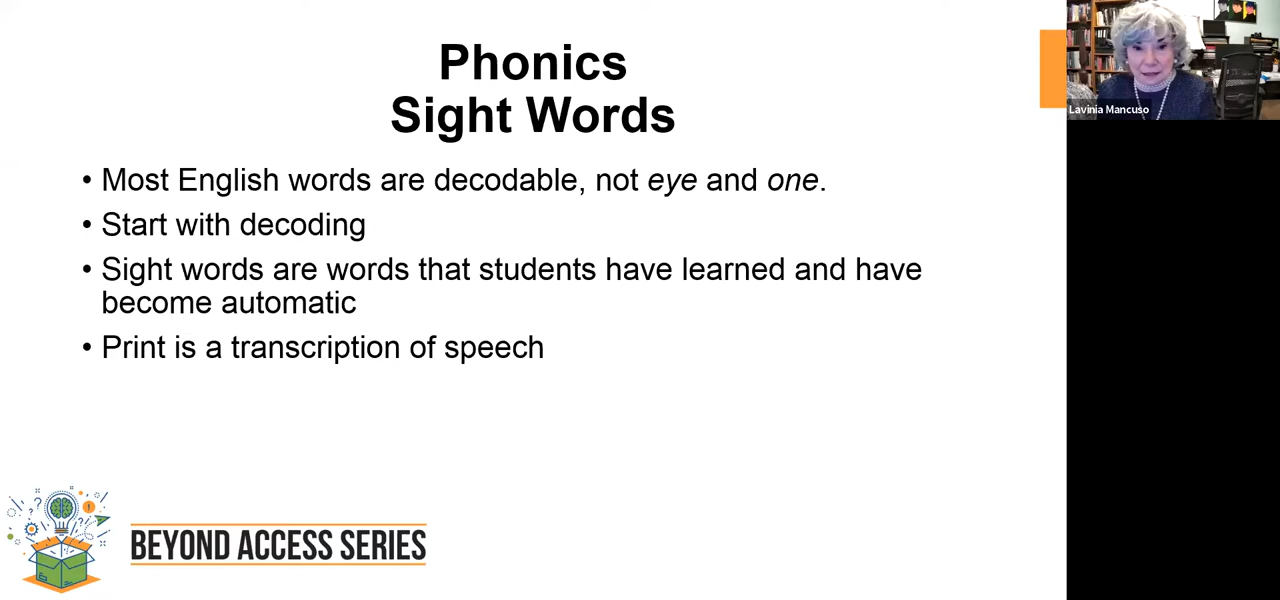 Phonics
Sight Words
• Most English words are decodable, not eye and one.
• Start with decoding
• Sight words are words that students have learned and have
become automatic
• Print is a transcription of speech
Lavinia Mancuso
BEYOND ACCESS SERIES